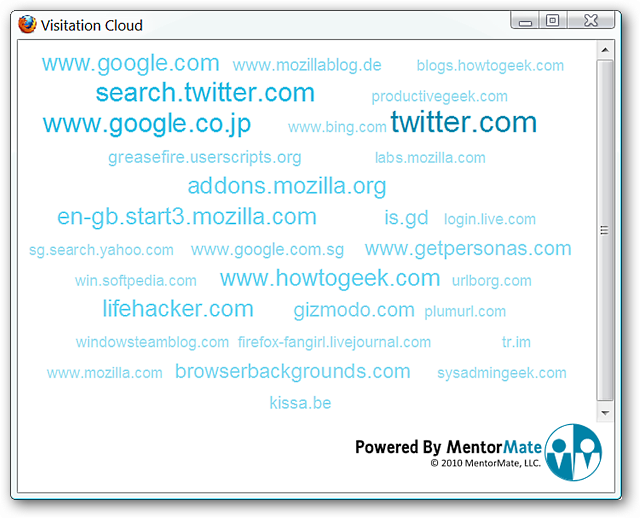 Visitation Cloud
www.google.com www.mozillablog.de blogs.howtogeek.com
search.twitter.com productivegeek.com
www.google.co.jp www.bing.com twitter.com
greasefire.userscripts.org labs.mozilla.com
addons.mozilla.org
en-gb.start3.mozilla.com is.gd login.live.com
sg.search.yahoo.com www.google.com.sg www.getpersonas.com
win.softpedia.com www.howtogeek.com urlborg.com
lifehacker.com gizmodo.com plumurl.com
windowsteamblog.com firefox-fangirl.livejournal.com tr.im
www.mozilla.com browserbackgrounds.com sysadmingeek.com
kissa.be
Powered By MentorMate
© 2010 MentorMate, LLC.